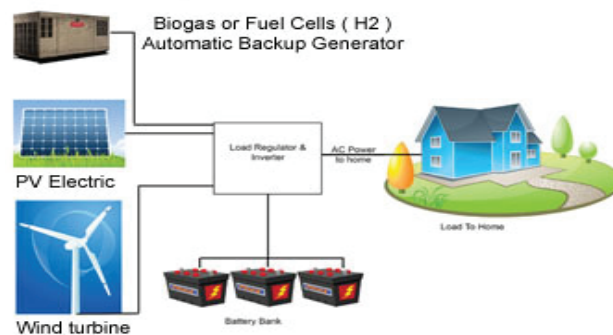 Biogas or Fuel Cells ( H2 )
Automatic Backup Generator
PV Electric
Load Regulator &
Inverter
AC Power
to home
Load To Home
Wind turbine
Battery Bank